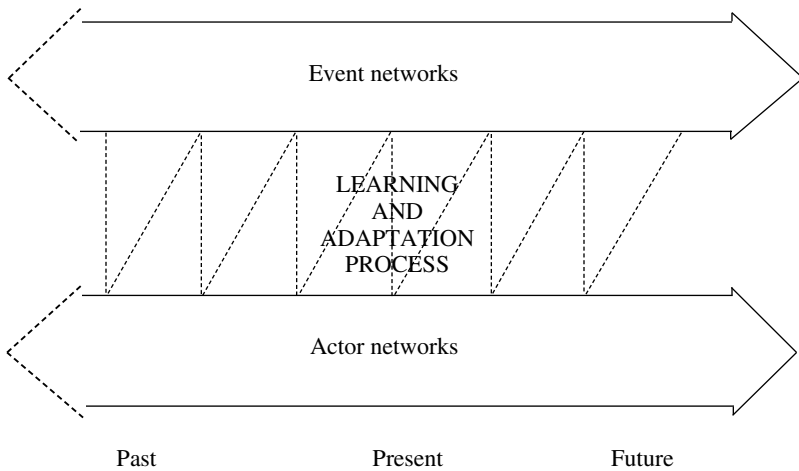 Event networks
LEARNING
AND
ADAPTATION
PROCESS
Actor networks
Past Present Future